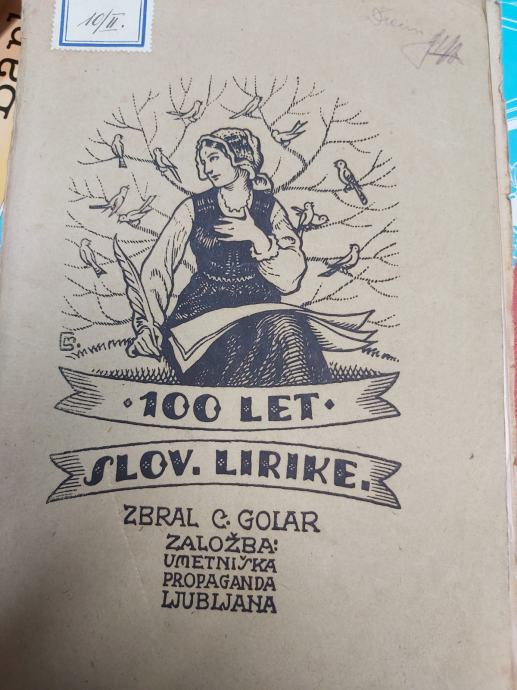 10/II.
· 100 LET ·
SLOV. LIRIKE.
ZBRAL C. GOLAR
ZALOŽBA:
UMETNIŠKA
PROPAGANDA
LJUBLJANA